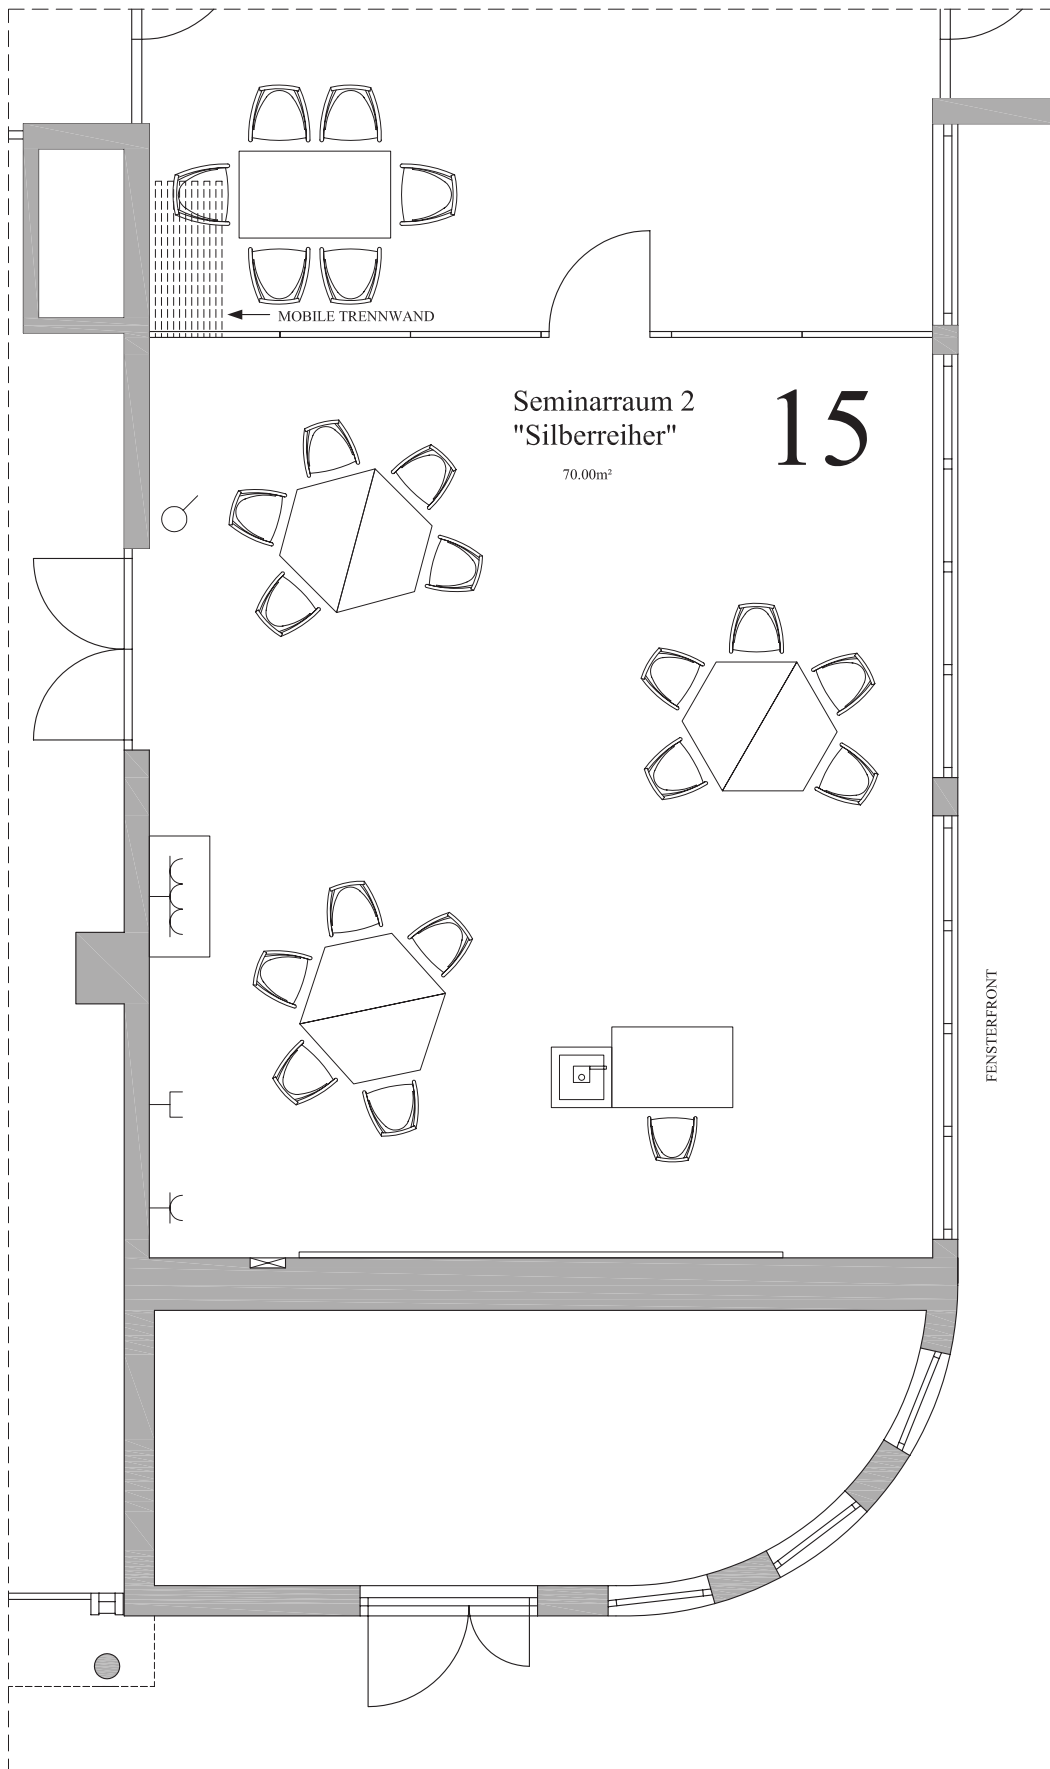 MOBILE TRENNWAND
Seminarraum 2
"Silberreiher"
70.00m²
15
FENSTERFRONT